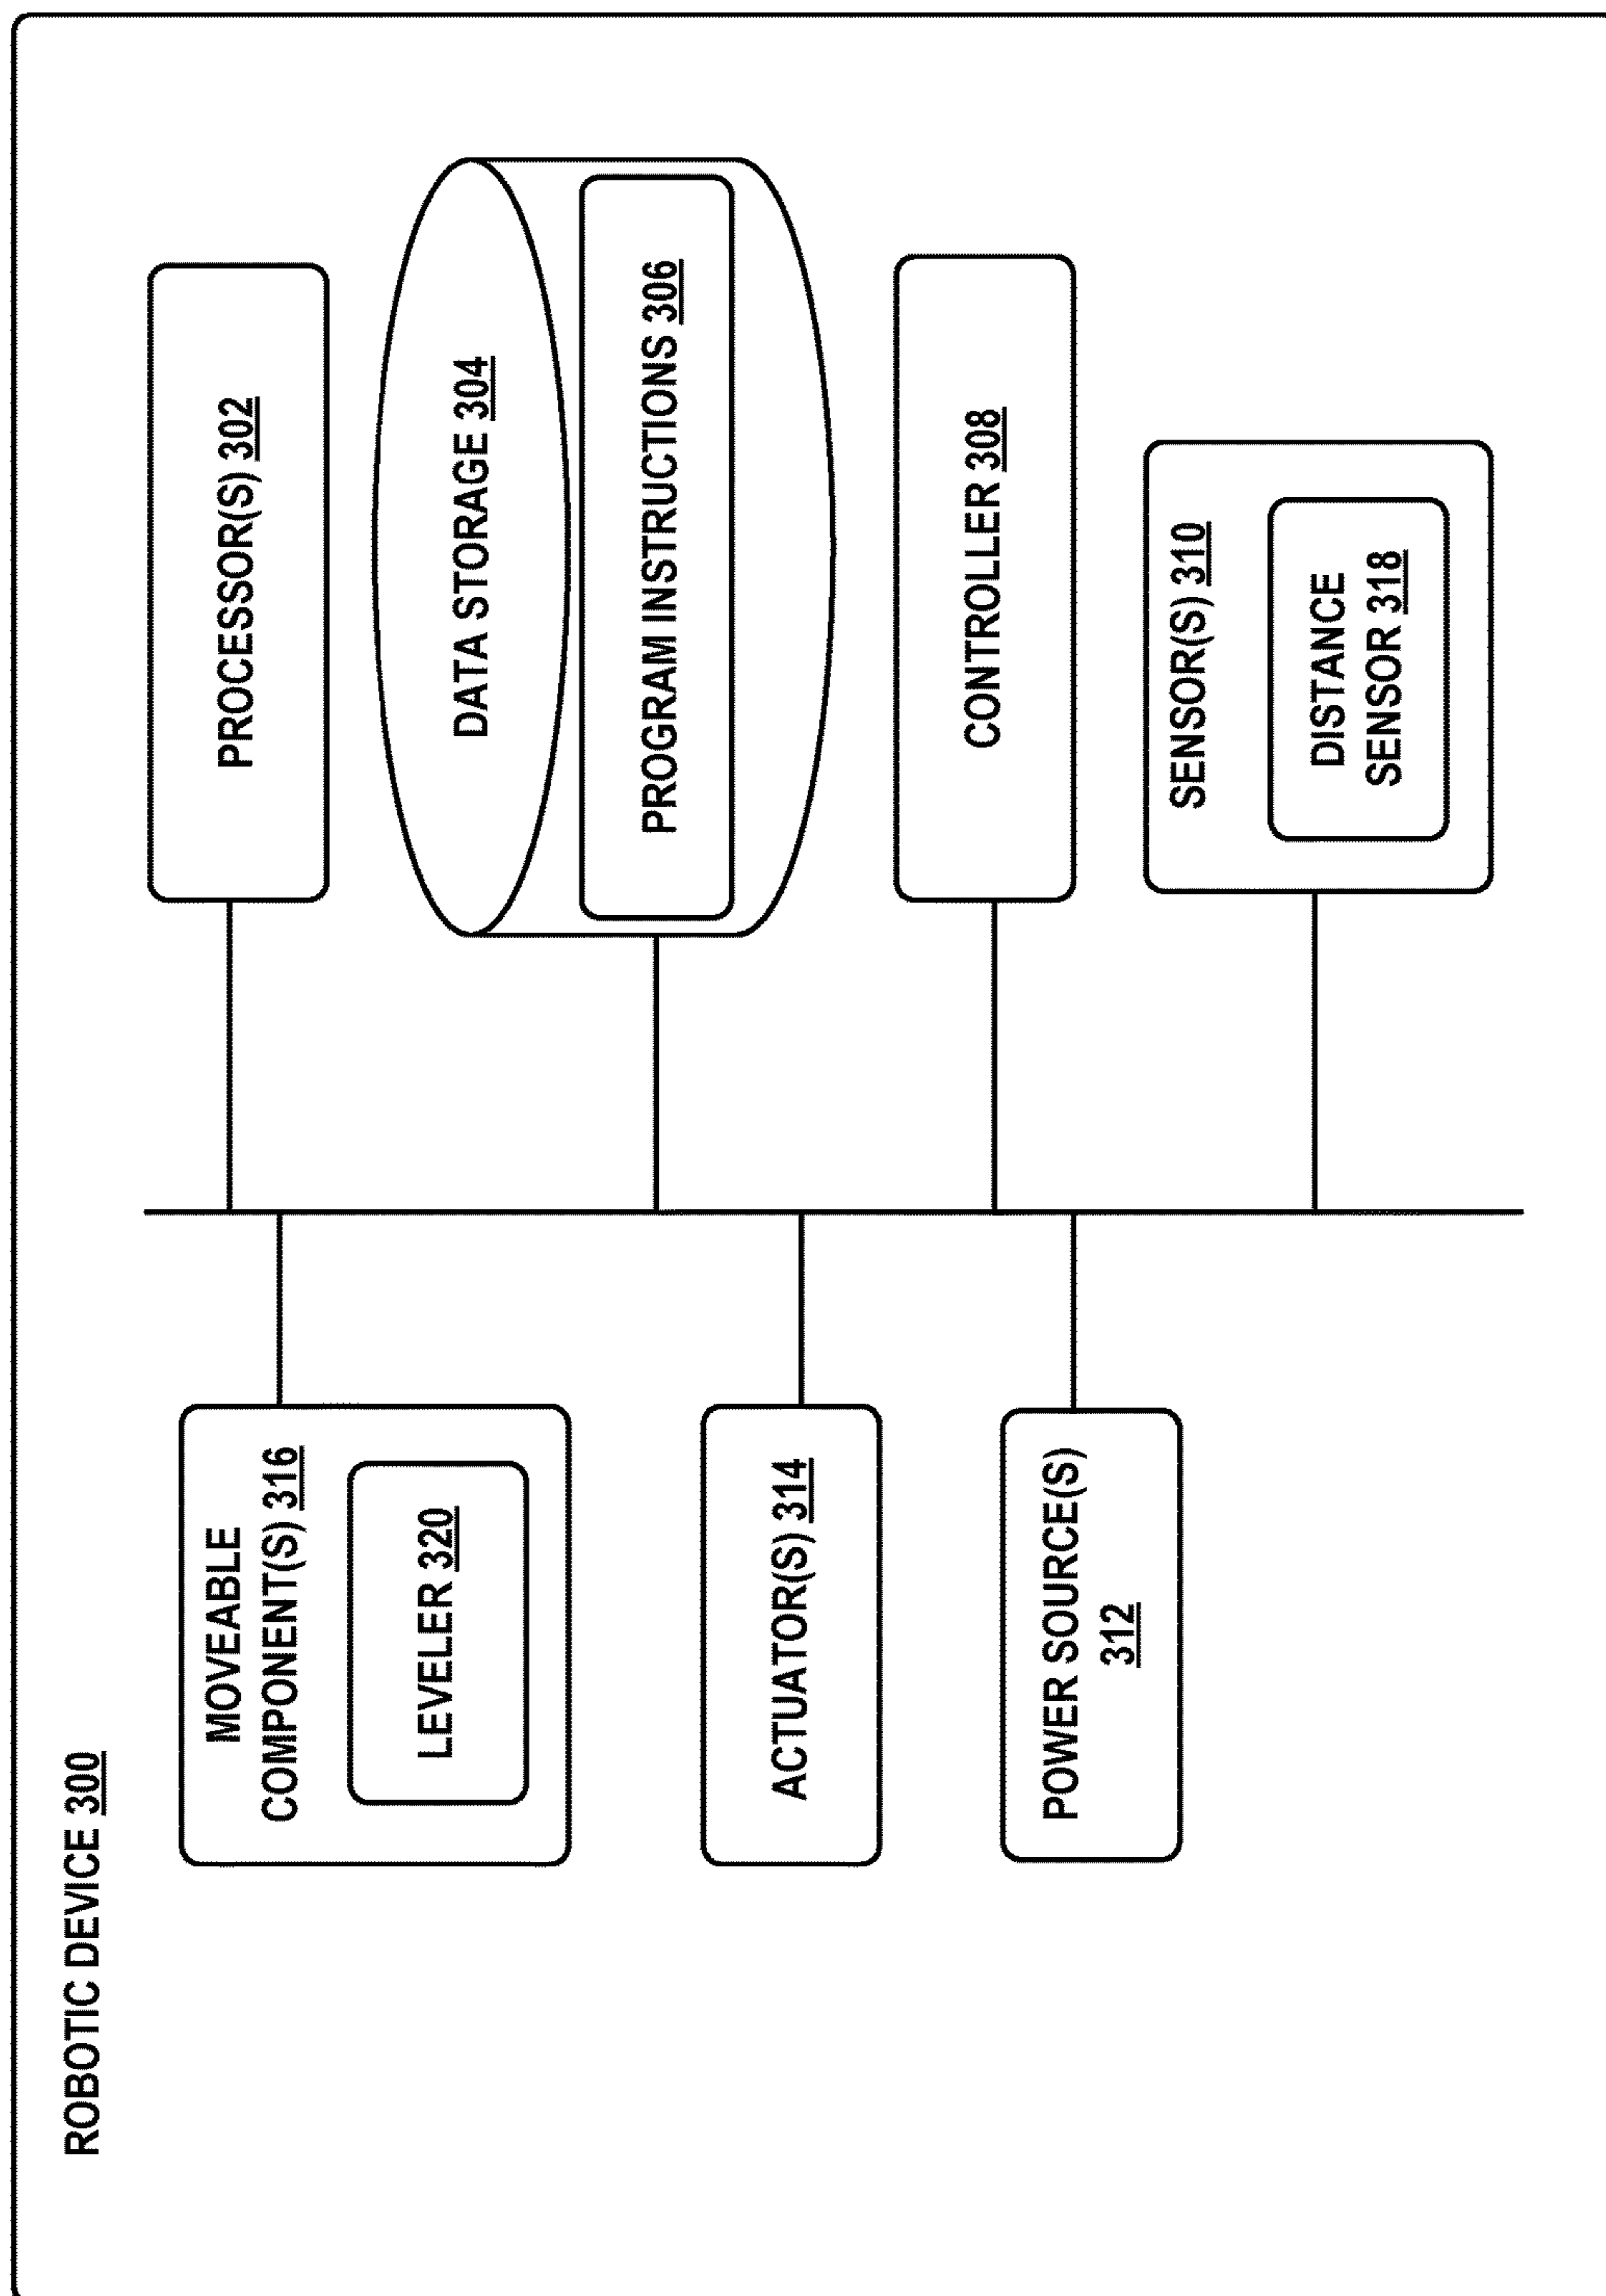 ROBOTIC DEVICE 300
MOVEABLE
COMPONENT(S) 316
LEVELER 320
ACTUATOR(S) 314
POWER SOURCE(S)
312
PROCESSOR(S) 302
DATA STORAGE 304
PROGRAM INSTRUCTIONS 306
CONTROLLER 308
SENSOR(S) 310
DISTANCE
SENSOR 318